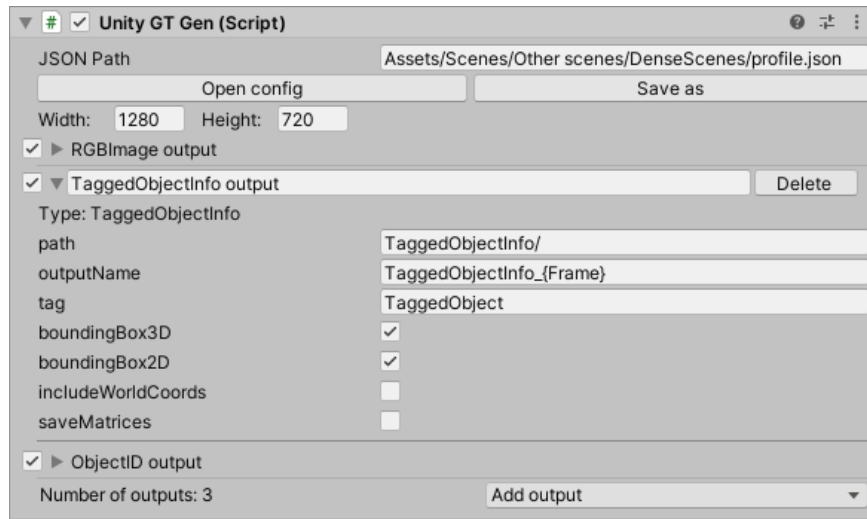 Unity GT Gen (Script)
JSON Path Assets/Scenes/Other scenes/DenseScenes/profile.json
Open config Save as
Width: 1280 Height: 720
RGBImage output
TaggedObjectInfo output Delete
Type: TaggedObjectInfo
path TaggedObjectInfo/
outputName TaggedObjectInfo_{Frame}
tag TaggedObject
boundingBox3D
boundingBox2D
includeWorldCoords
saveMatrices
ObjectID output
Number of outputs: 3 Add output